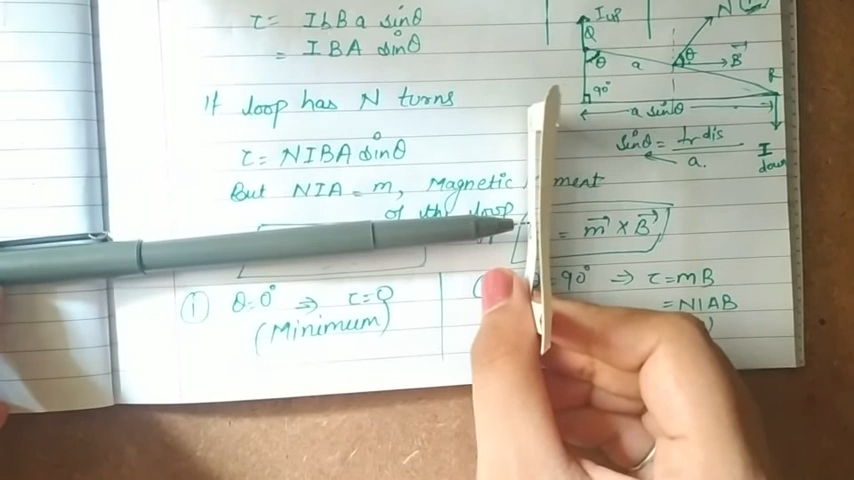 τ = IbBa sinθ
= IBA sinθ
If loop has N turns
τ = NIBA sinθ
But NIA = m, Magnetic
of the loop
= m⃗ × B⃗
① θ=0° ⇒ τ=0
(Minimum)
=90° ⇒ τ=mB
=NIAB
I up
Q
θ
a
N
θ
B⃗
R
90°
a sinθ
sinθ = ⊥r dis
a.
I
down